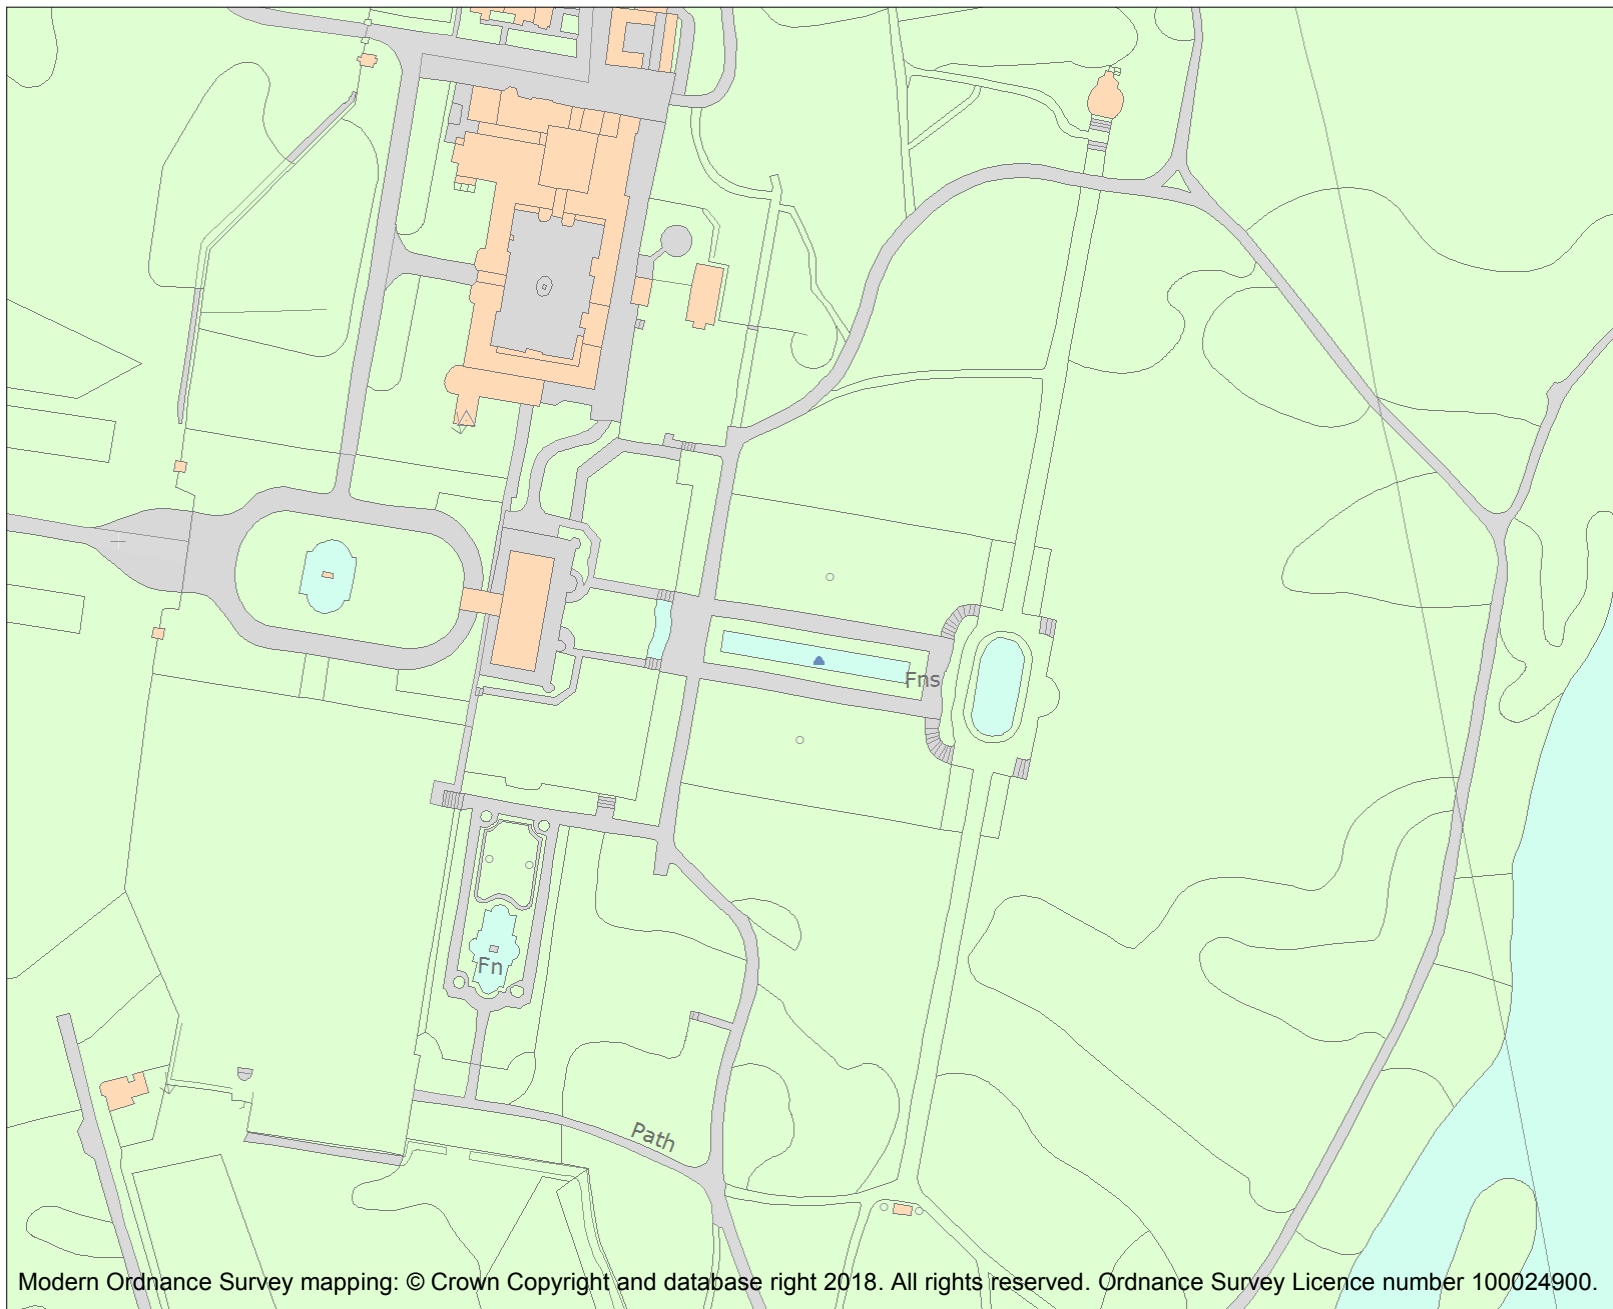 Fns
Fn
Path
Modern Ordnance Survey mapping: © Crown Copyright and database right 2018. All rights reserved. Ordnance Survey Licence number 100024900.